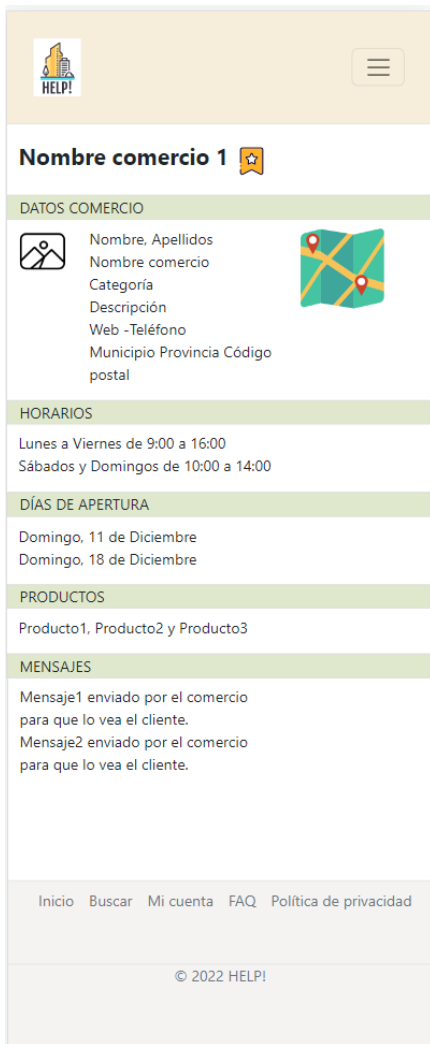 HELP!
Nombre comercio 1
DATOS COMERCIO
Nombre, Apellidos
Nombre comercio
Categoría
Descripción
Web -Teléfono
Municipio Provincia Código
postal
HORARIOS
Lunes a Viernes de 9:00 a 16:00
Sábados y Domingos de 10:00 a 14:00
DÍAS DE APERTURA
Domingo, 11 de Diciembre
Domingo, 18 de Diciembre
PRODUCTOS
Producto1, Producto2 y Producto3
MENSAJES
Mensaje1 enviado por el comercio
para que lo vea el cliente.
Mensaje2 enviado por el comercio
para que lo vea el cliente.
Inicio Buscar Mi cuenta FAQ Política de privacidad
© 2022 HELP!